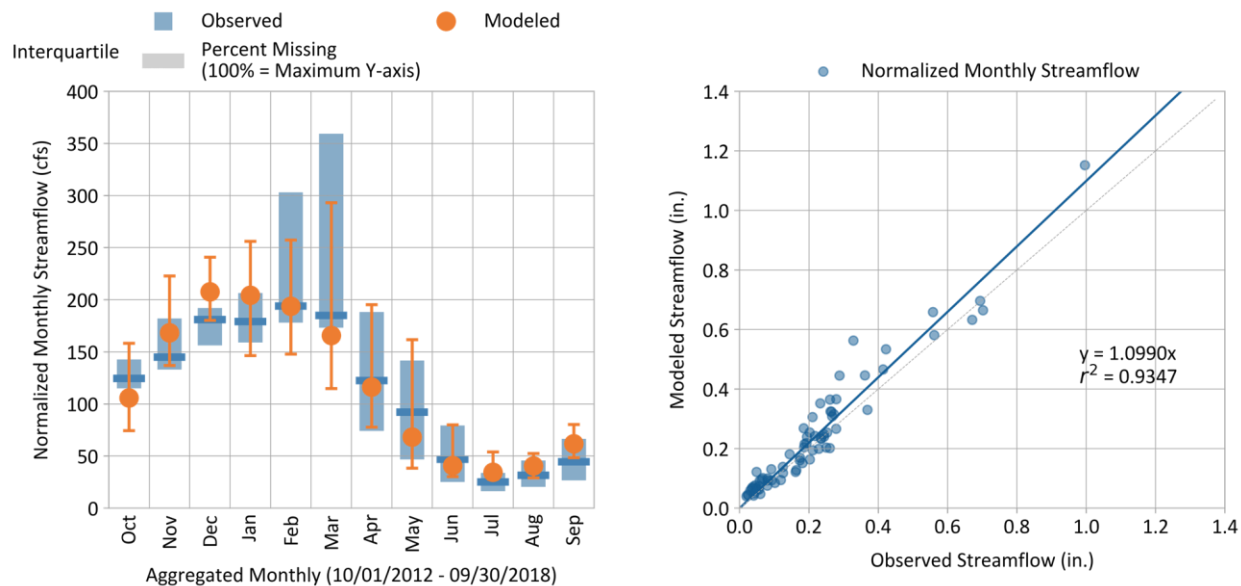 Observed
Modeled
Interquartile
Percent Missing
(100% = Maximum Y-axis)
Normalized Monthly Streamflow (cfs)
400
350
300
250
200
150
100
50
0
Oct
Nov
Dec
Jan
Feb
Mar
Apr
May
Jun
Jul
Aug
Sep
Aggregated Monthly (10/01/2012 - 09/30/2018)
Normalized Monthly Streamflow
Modeled Streamflow (in.)
1.4
1.2
1.0
0.8
0.6
0.4
0.2
0.0
y = 1.0990x
r² = 0.9347
0.0 0.2 0.4 0.6 0.8 1.0 1.2 1.4
Observed Streamflow (in.)